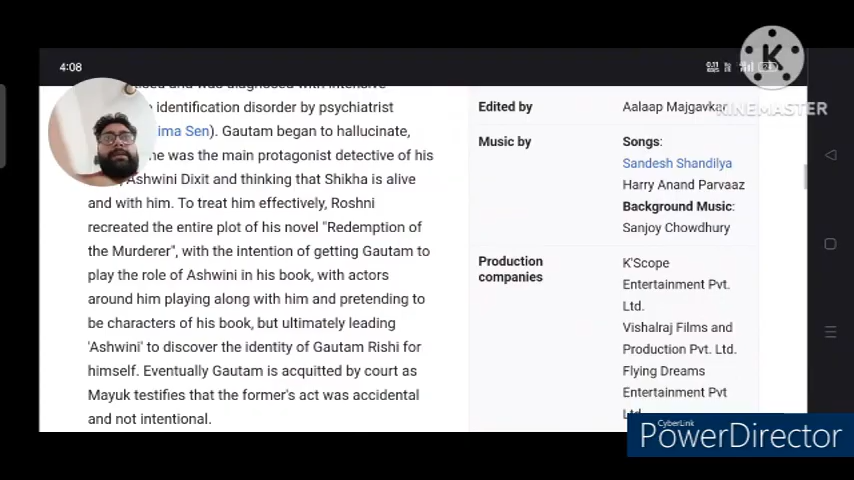 4:08
identification disorder by psychiatrist
ima Sen). Gautam began to hallucinate,
he was the main protagonist detective of his
Ashwini Dixit and thinking that Shikha is alive
and with him. To treat him effectively, Roshni
recreated the entire plot of his novel "Redemption of
the Murderer", with the intention of getting Gautam to
play the role of Ashwini in his book, with actors
around him playing along with him and pretending to
be characters of his book, but ultimately leading
'Ashwini' to discover the identity of Gautam Rishi for
himself. Eventually Gautam is acquitted by court as
Mayuk testifies that the former's act was accidental
and not intentional.
Edited by
Aalaap Majgavkar
Music by
Songs:
Sandesh Shandilya
Harry Anand Parvaaz
Background Music:
Sanjoy Chowdhury
Production
companies
K'Scope
Entertainment Pvt.
Ltd.
Vishalraj Films and
Production Pvt. Ltd.
Flying Dreams
Entertainment Pvt
Ltd.
K
KINEMASTER
CyberLink
PowerDirector